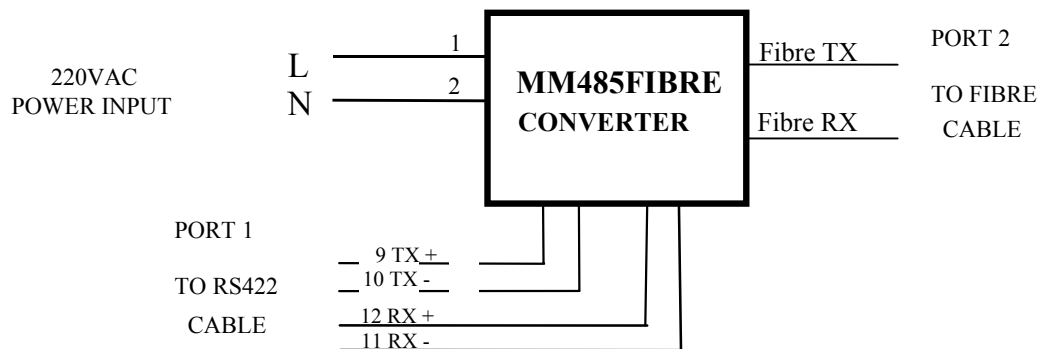 220VAC
POWER INPUT
L
N
1
2
MM485FIBRE
CONVERTER
Fibre TX
Fibre RX
PORT 2
TO FIBRE
CABLE
PORT 1
TO RS422
CABLE
9 TX +
10 TX -
12 RX +
11 RX -